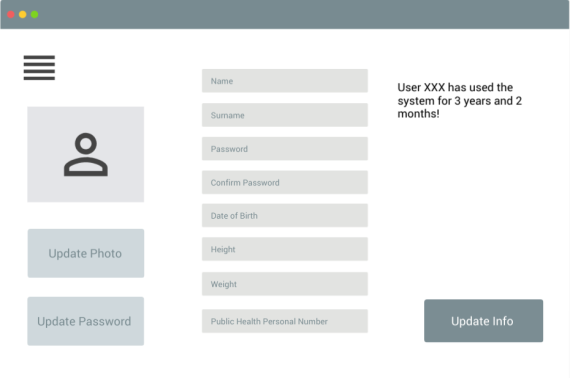 Name
Surname
Password
Confirm Password
Date of Birth
Height
Weight
Public Health Personal Number
User XXX has used the
system for 3 years and 2
months!
Update Photo
Update Password
Update Info